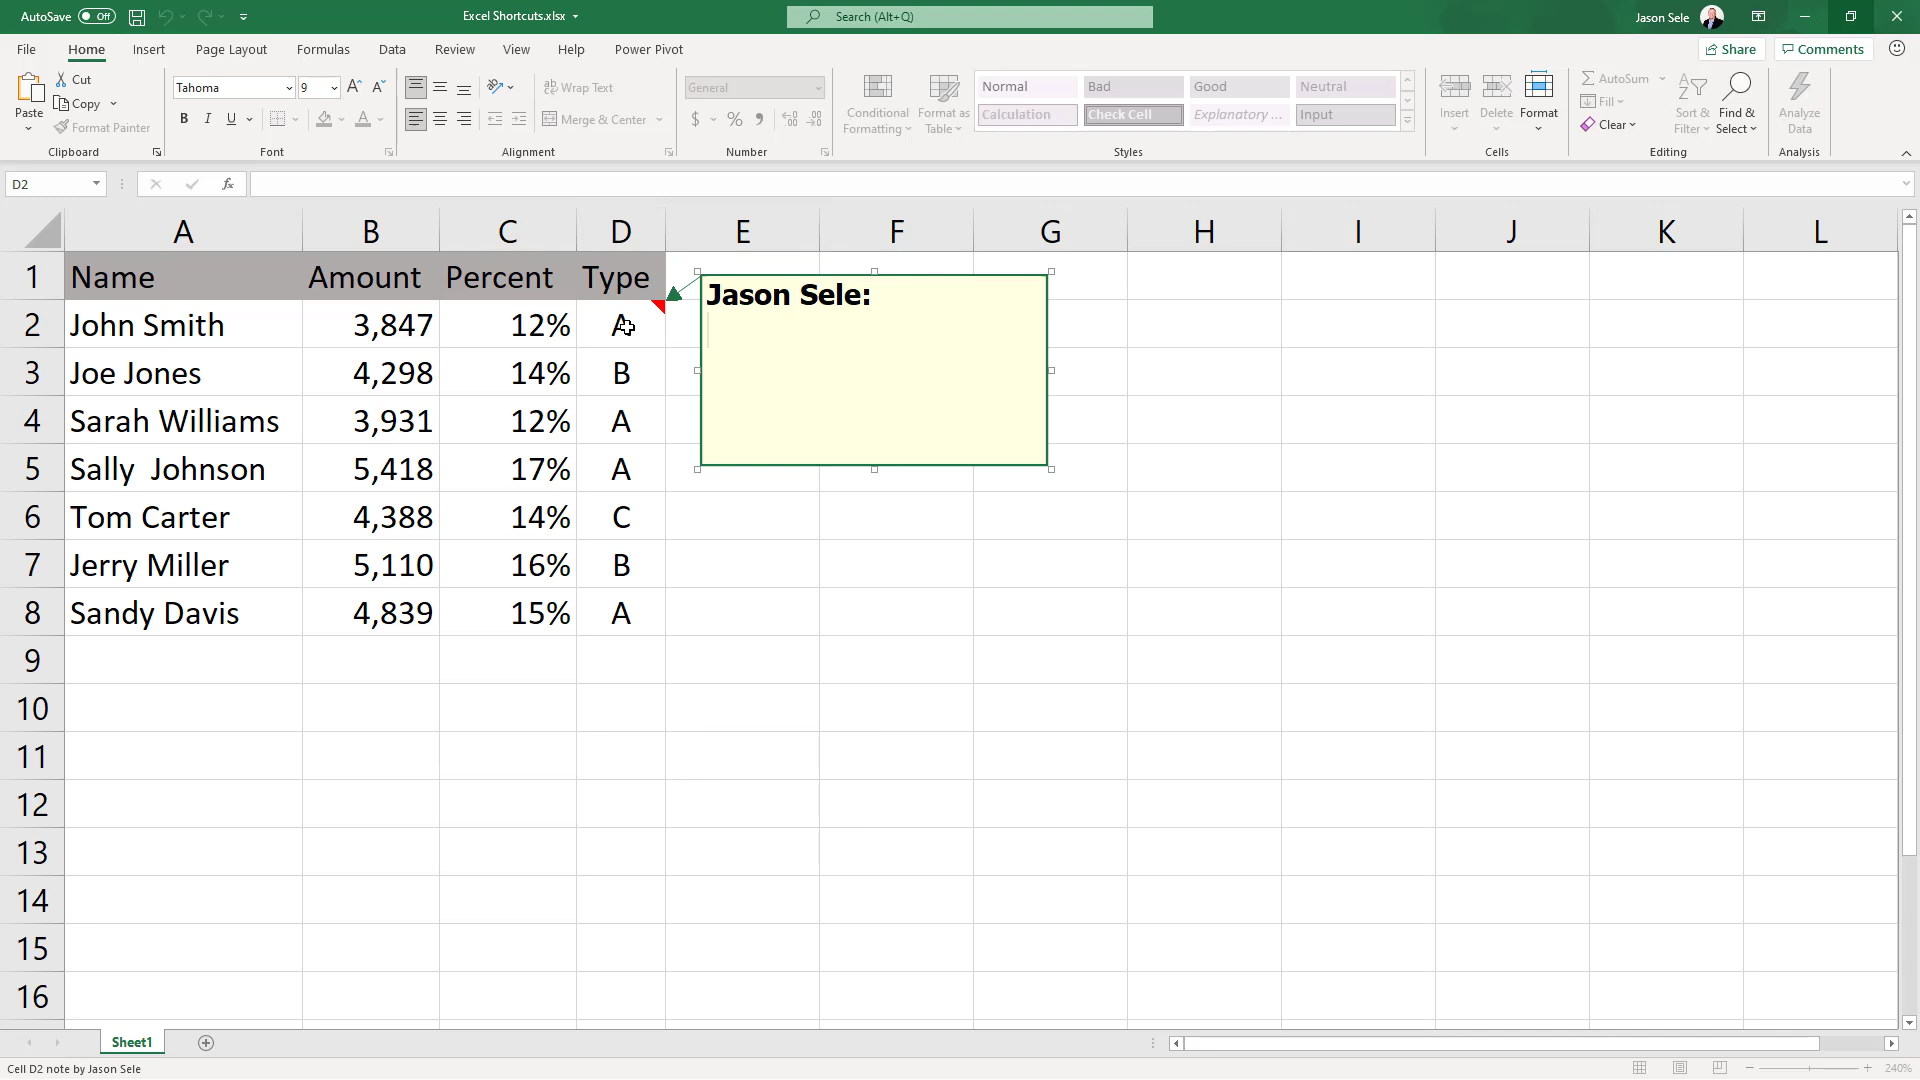 AutoSave Off Excel Shortcuts.xlsx Search (Alt+Q) Jason Sele
File Home Insert Page Layout Formulas Data Review View Help Power Pivot Share Comments
Paste Cut Copy Format Painter
Clipboard
Tahoma 9 A A
B I U A
Font
ab Wrap Text
Merge & Center
Alignment
General
$ % 9 .00
Number
Conditional Formatting Format as Table
Normal Bad Good Neutral
Calculation Check Cell Explanatory ... Input
Styles
Insert Delete Format
Cells
AutoSum
Fill
Clear
Sort & Filter Find & Select
Editing
Analyze Data
Analysis
D2 fx
A B C D E F G H I J K L
1 Name Amount Percent Type
Jason Sele:
2 John Smith 3,847 12% A
3 Joe Jones 4,298 14% B
4 Sarah Williams 3,931 12% A
5 Sally Johnson 5,418 17% A
6 Tom Carter 4,388 14% C
7 Jerry Miller 5,110 16% B
8 Sandy Davis 4,839 15% A
9
10
11
12
13
14
15
16
Sheet1
Cell D2 note by Jason Sele 240%